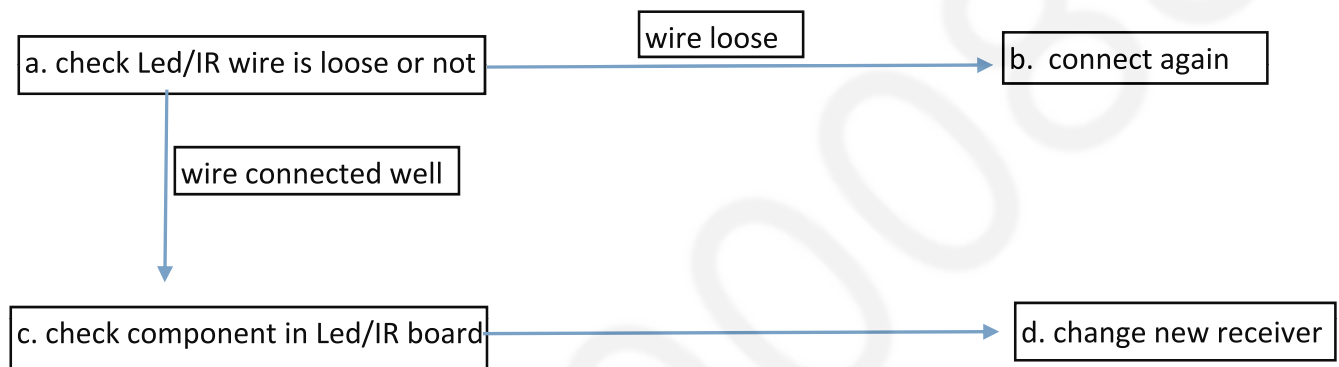 wire loose
a. check Led/IR wire is loose or not
b. connect again
wire connected well
c. check component in Led/IR board
d. change new receiver